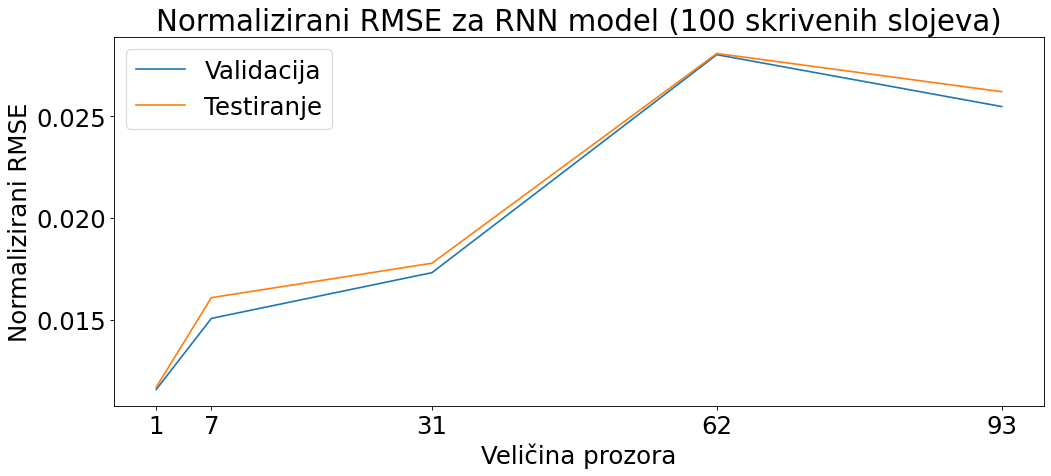 Normalizirani RMSE za RNN model (100 skrivenih slojeva)
Validacija
Testiranje
Normalizirani RMSE
0.025
0.020
0.015
1 7 31 62 93
Veličina prozora